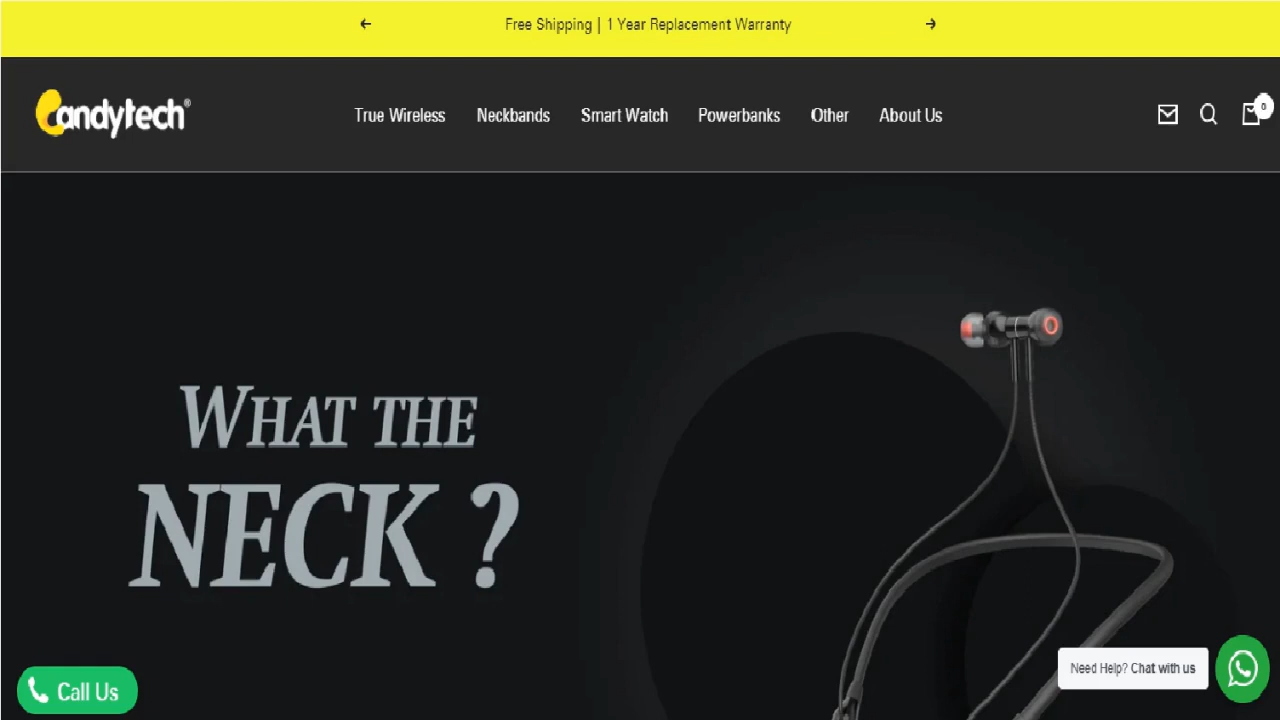 Free Shipping | 1 Year Replacement Warranty
Candytech®
True Wireless
Neckbands
Smart Watch
Powerbanks
Other
About Us
0
WHAT THE
NECK ?
Call Us
Need Help? Chat with us